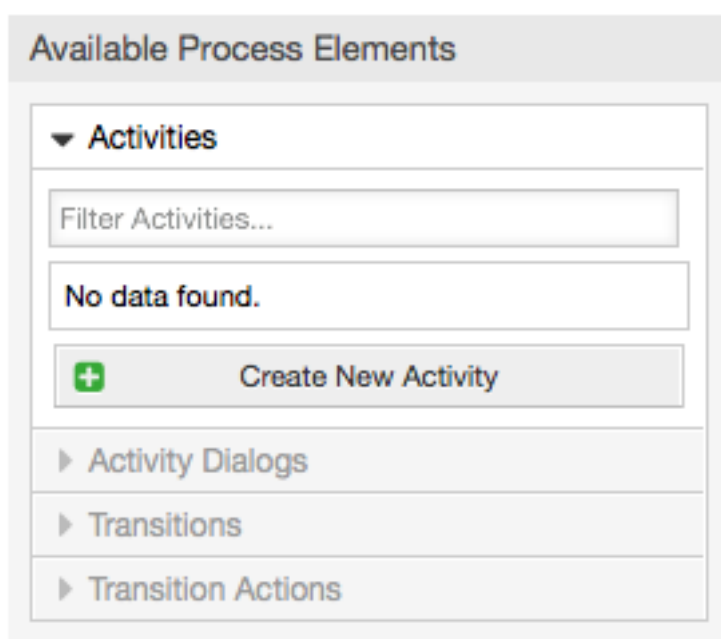 Available Process Elements
Activities
Filter Activities...
No data found.
Create New Activity
Activity Dialogs
Transitions
Transition Actions